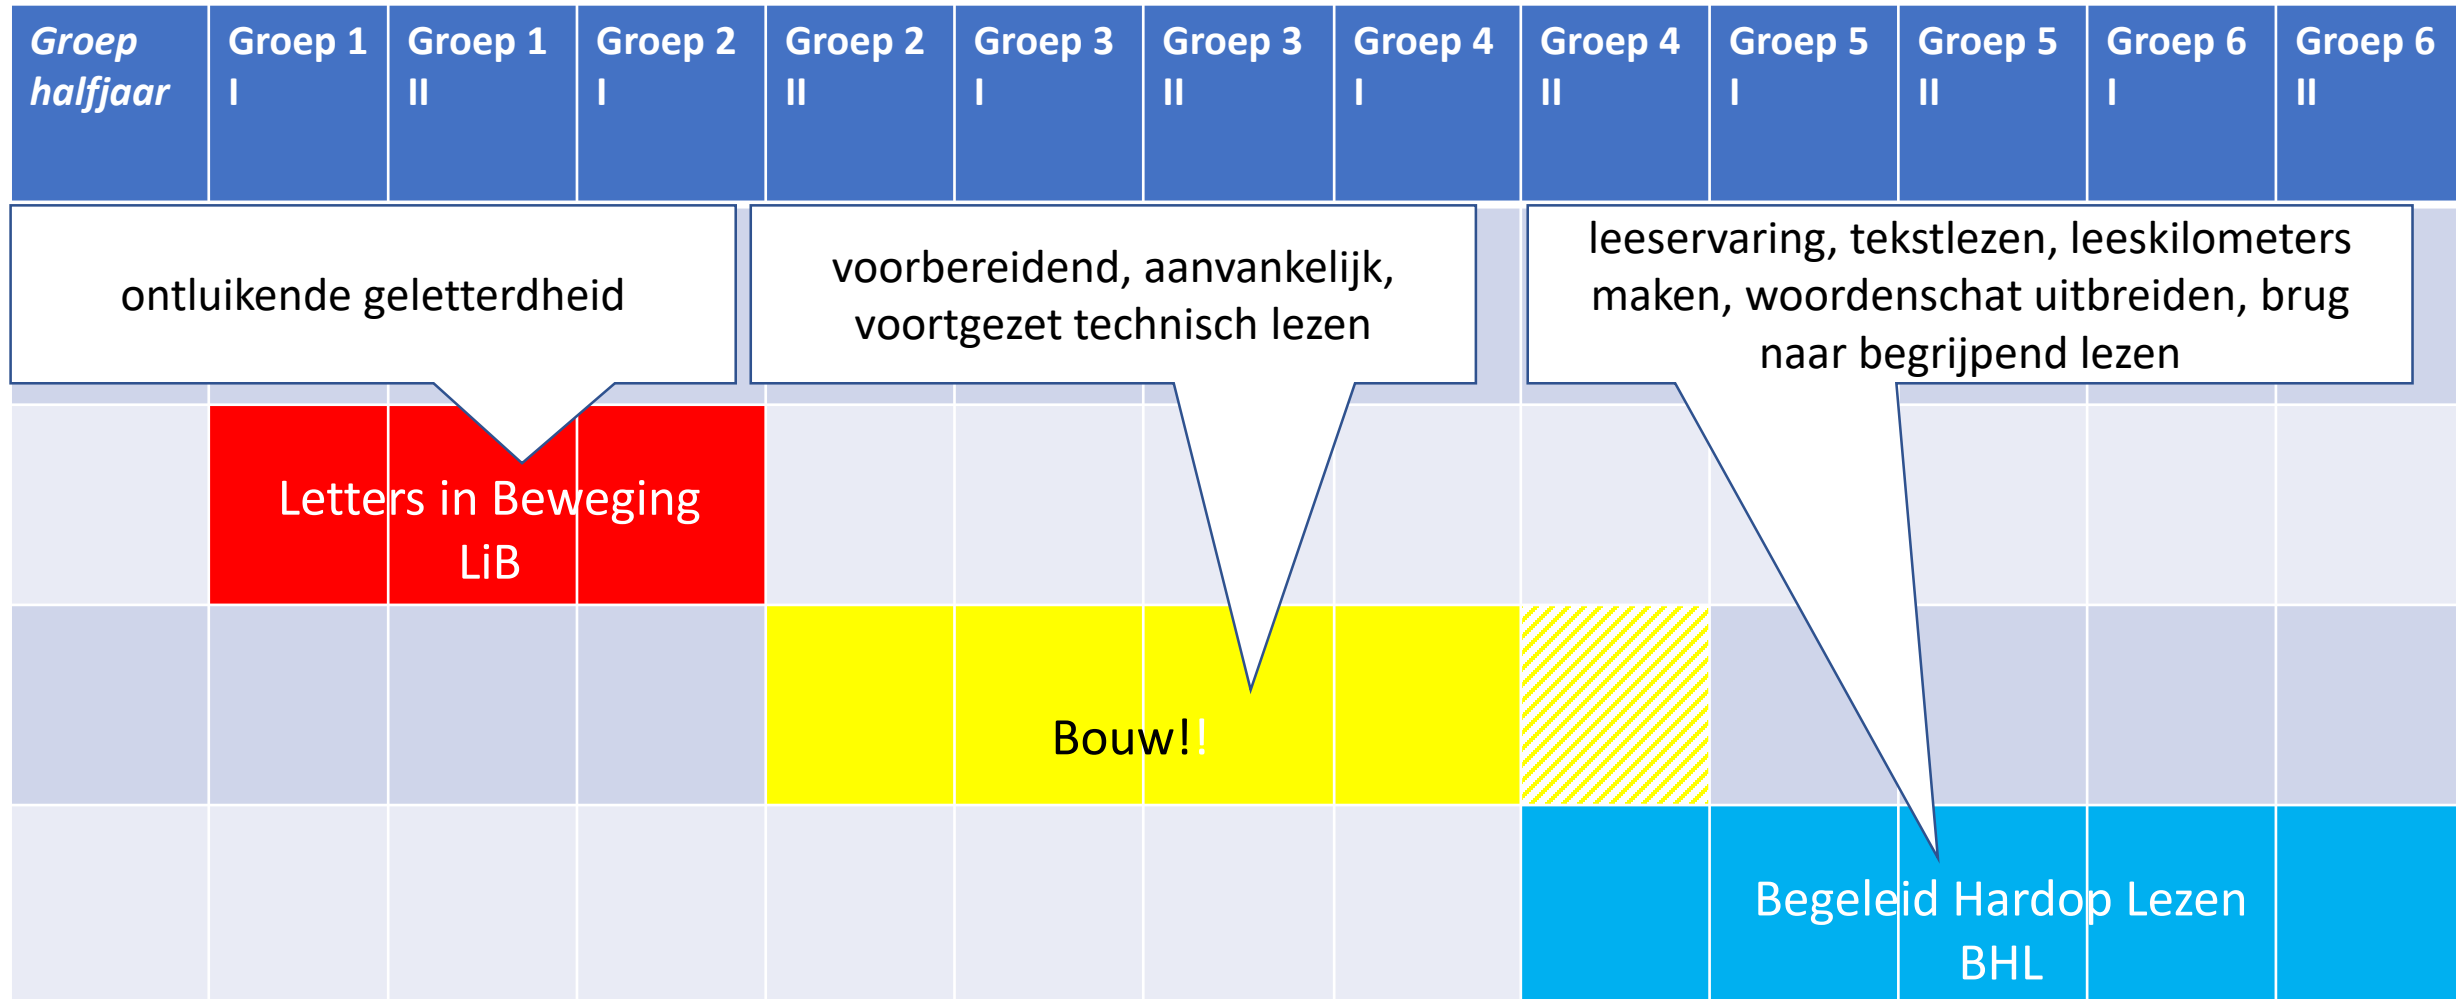 Groep halfjaar
Groep 1 I
Groep 1 II
Groep 2 I
Groep 2 II
Groep 3 I
Groep 3 II
Groep 4 I
Groep 4 II
Groep 5 I
Groep 5 II
Groep 6 I
Groep 6 II
ontluikende geletterdheid
voorbereidend, aanvankelijk,
voortgezet technisch lezen
leeservaring, tekstlezen, leeskilometers
maken, woordenschat uitbreiden, brug
naar begrijpend lezen
Letters in Beweging
LiB
Bouw!!
Begeleid Hardop Lezen
BHL